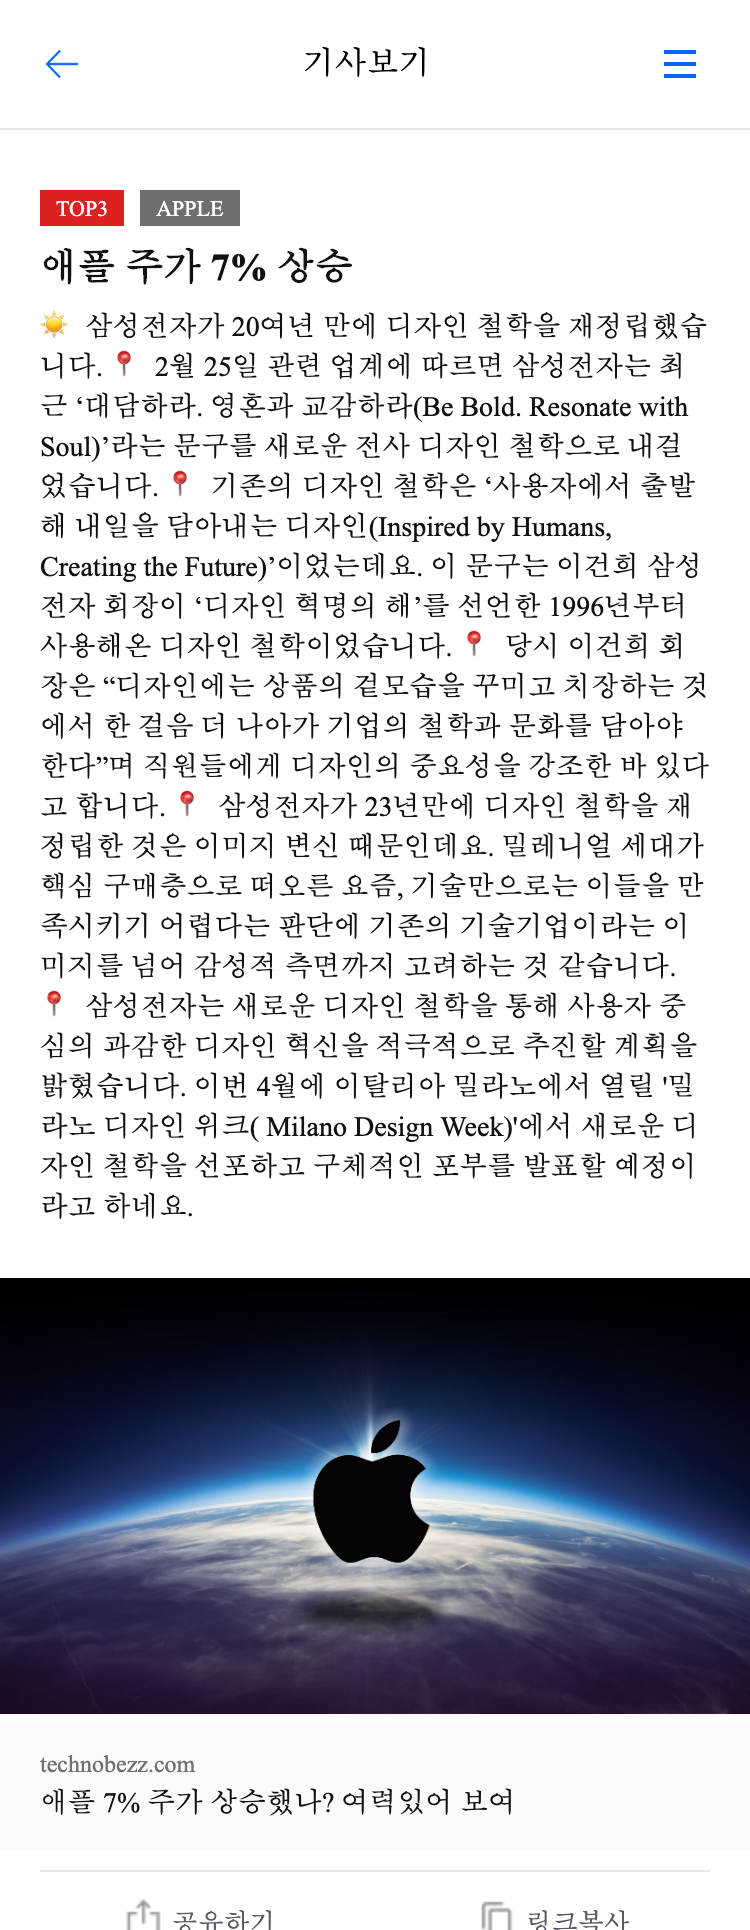 기사보기
TOP3 APPLE
애플 주가 7% 상승
☀️ 삼성전자가 20여년 만에 디자인 철학을 재정립했습
니다.📍 2월 25일 관련 업계에 따르면 삼성전자는 최
근 ‘대담하라. 영혼과 교감하라(Be Bold. Resonate with
Soul)’라는 문구를 새로운 전사 디자인 철학으로 내걸
었습니다.📍 기존의 디자인 철학은 ‘사용자에서 출발
해 내일을 담아내는 디자인(Inspired by Humans,
Creating the Future)’이었는데요. 이 문구는 이건희 삼성
전자 회장이 ‘디자인 혁명의 해’를 선언한 1996년부터
사용해온 디자인 철학이었습니다.📍 당시 이건희 회
장은 “디자인에는 상품의 겉모습을 꾸미고 치장하는 것
에서 한 걸음 더 나아가 기업의 철학과 문화를 담아야
한다”며 직원들에게 디자인의 중요성을 강조한 바 있다
고 합니다.📍 삼성전자가 23년만에 디자인 철학을 재
정립한 것은 이미지 변신 때문인데요. 밀레니얼 세대가
핵심 구매층으로 떠오른 요즘, 기술만으로는 이들을 만
족시키기 어렵다는 판단에 기존의 기술기업이라는 이
미지를 넘어 감성적 측면까지 고려하는 것 같습니다.
📍 삼성전자는 새로운 디자인 철학을 통해 사용자 중
심의 과감한 디자인 혁신을 적극적으로 추진할 계획을
밝혔습니다. 이번 4월에 이탈리아 밀라노에서 열릴 '밀
라노 디자인 위크( Milano Design Week)'에서 새로운 디
자인 철학을 선포하고 구체적인 포부를 발표할 예정이
라고 하네요.
technobezz.com
애플 7% 주가 상승했나? 여력있어 보여
공유하기 링크복사